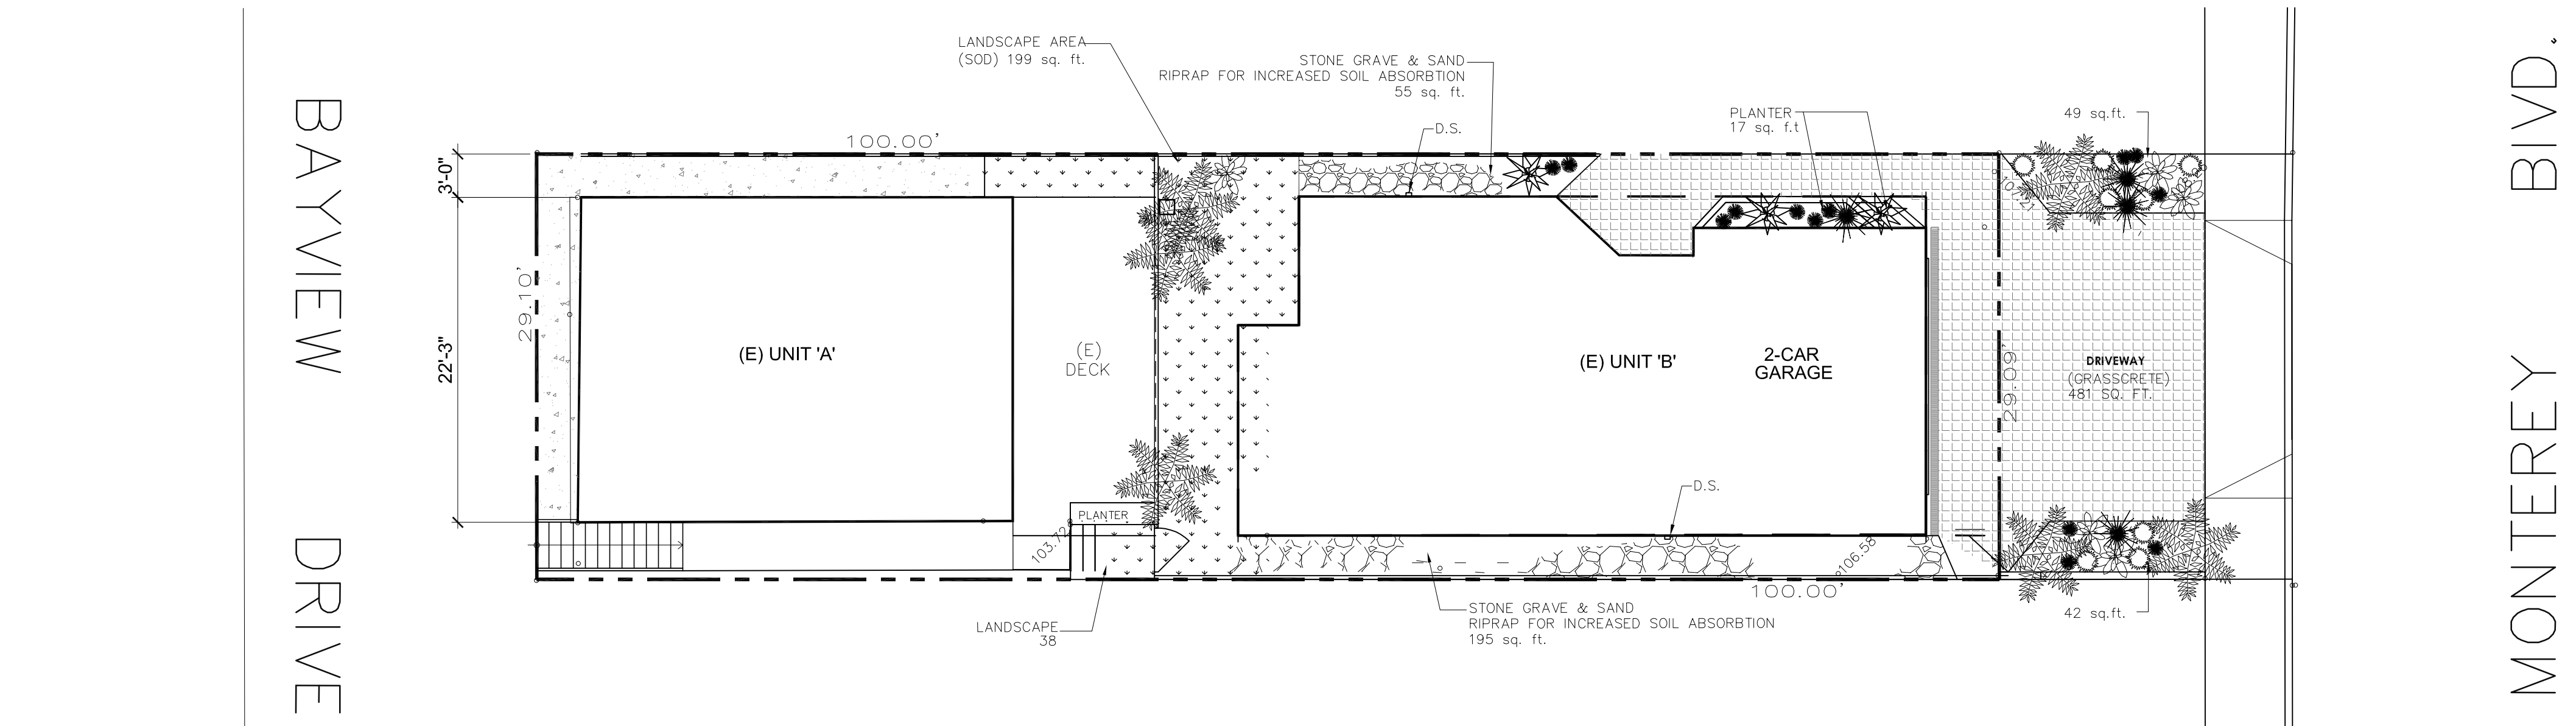 BAYVIEW DRIVE
LANDSCAPE AREA
(SOD) 199 sq. ft.
STONE GRAVE & SAND
RIPRAP FOR INCREASED SOIL ABSORBTION
55 sq. ft.
D.S.
PLANTER
17 sq. f.t
49 sq.ft.
100.00'
3'-0"
29.10'
22'-3"
(E) UNIT 'A'
(E)
DECK
(E) UNIT 'B'
2-CAR
GARAGE
29.09'
DRIVEWAY
(GRASSCRETE)
481 SQ. FT.
D.S.
PLANTER
103.72
106.58
100.00'
LANDSCAPE
38
STONE GRAVE & SAND
RIPRAP FOR INCREASED SOIL ABSORBTION
195 sq. ft.
42 sq.ft.
MONTEREY BLVD.